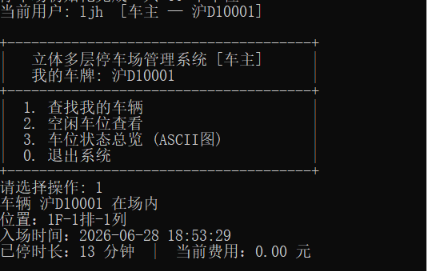 当前用户: ljh [车主 — 沪D10001]
立体多层停车场管理系统 [车主]
我的车牌: 沪D10001
1. 查找我的车辆
2. 空闲车位查看
3. 车位状态总览 (ASCII图)
0. 退出系统
请选择操作: 1
车辆 沪D10001 在场内
位置: 1F-1排-1列
入场时间: 2026-06-28 18:53:29
已停时长: 13 分钟 | 当前费用: 0.00 元